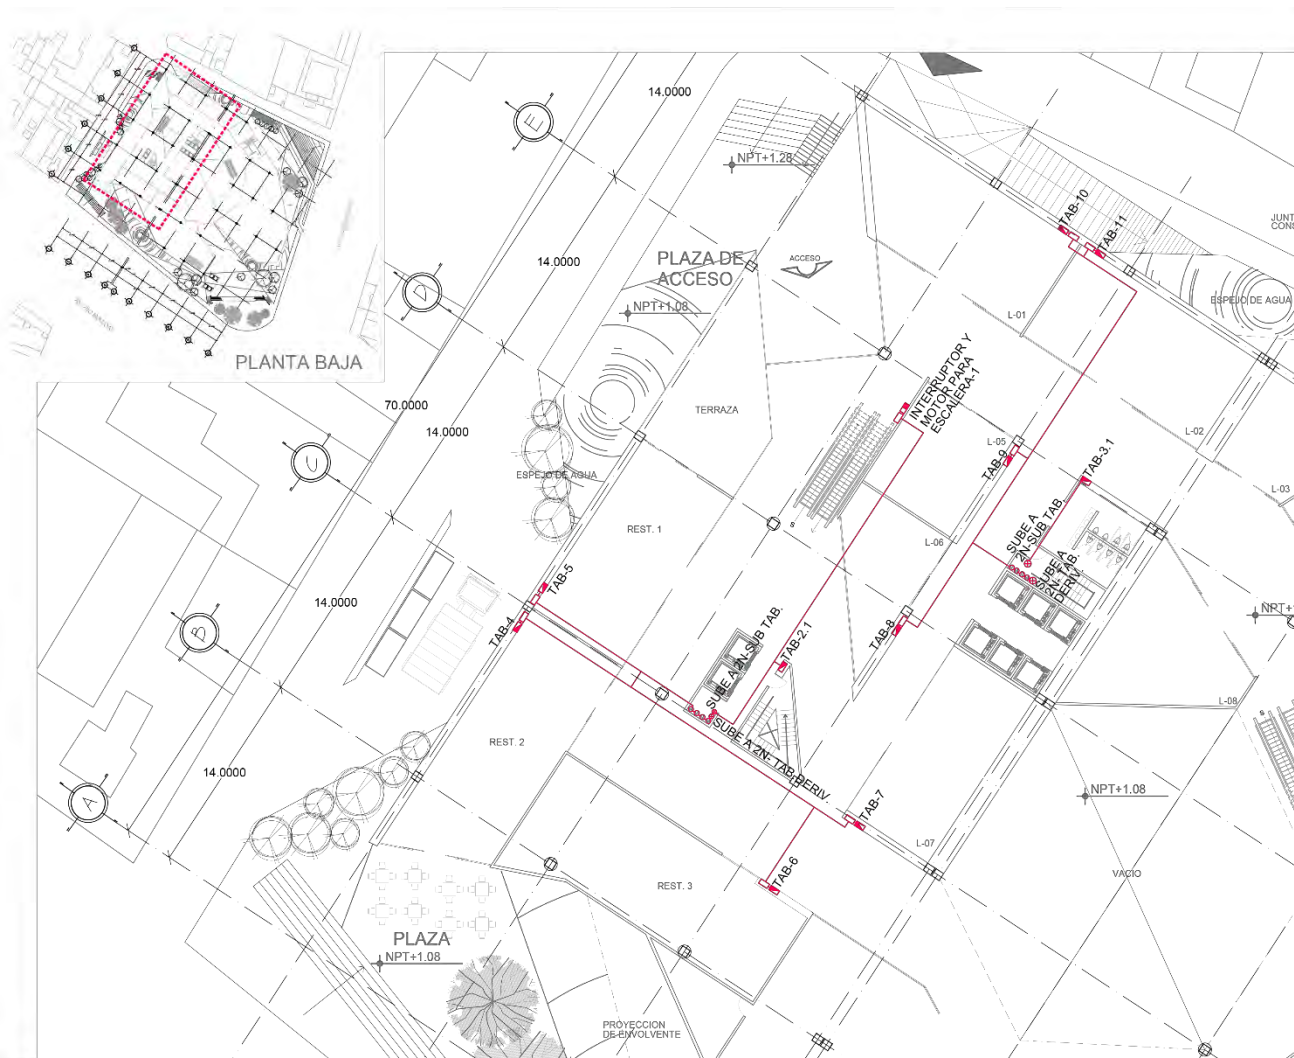 PLANTA BAJA
E
D
C
B
A
14.0000
14.0000
70.0000
14.0000
14.0000
14.0000
NPT+1.28
PLAZA DE
ACCESO
NPT+1.08
ACCESO
TAB-10
TAB-11
ESPEJO DE AGUA
L-01
INTERRUPTOR Y
MOTOR PARA
ESCALERA-1
TERRAZA
L-02
L-05
TAB-9
TAB-3.1
L-03
ESPEJO DE AGUA
REST. 1
S
L-06
SUBE A
2N-SUB TAB.
SUBE A
2N- TAB.
DERIV.
TAB-5
TAB-4
SUBE A 2N-SUB TAB.
TAB-2.1
TAB-8
L-08
S
REST. 2
SUBE A 2N- TAB.DERIV.
NPT+1.08
TAB-7
L-07
VACIO
TAB-6
REST. 3
PLAZA
NPT+1.08
PROYECCION
DE ENVOLVENTE